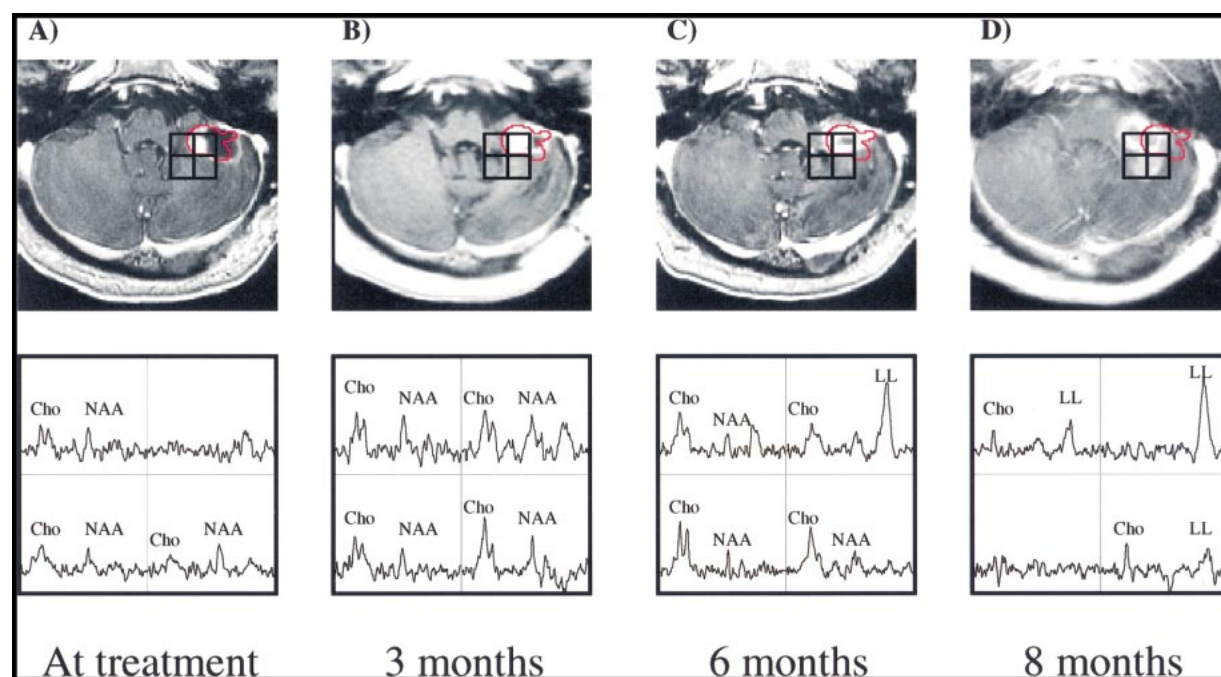 A) B) C) D)
Cho NAA
Cho NAA Cho NAA
Cho NAA Cho LL
Cho LL LL
Cho NAA Cho NAA
Cho NAA Cho NAA
Cho NAA Cho NAA
Cho LL
At treatment 3 months 6 months 8 months